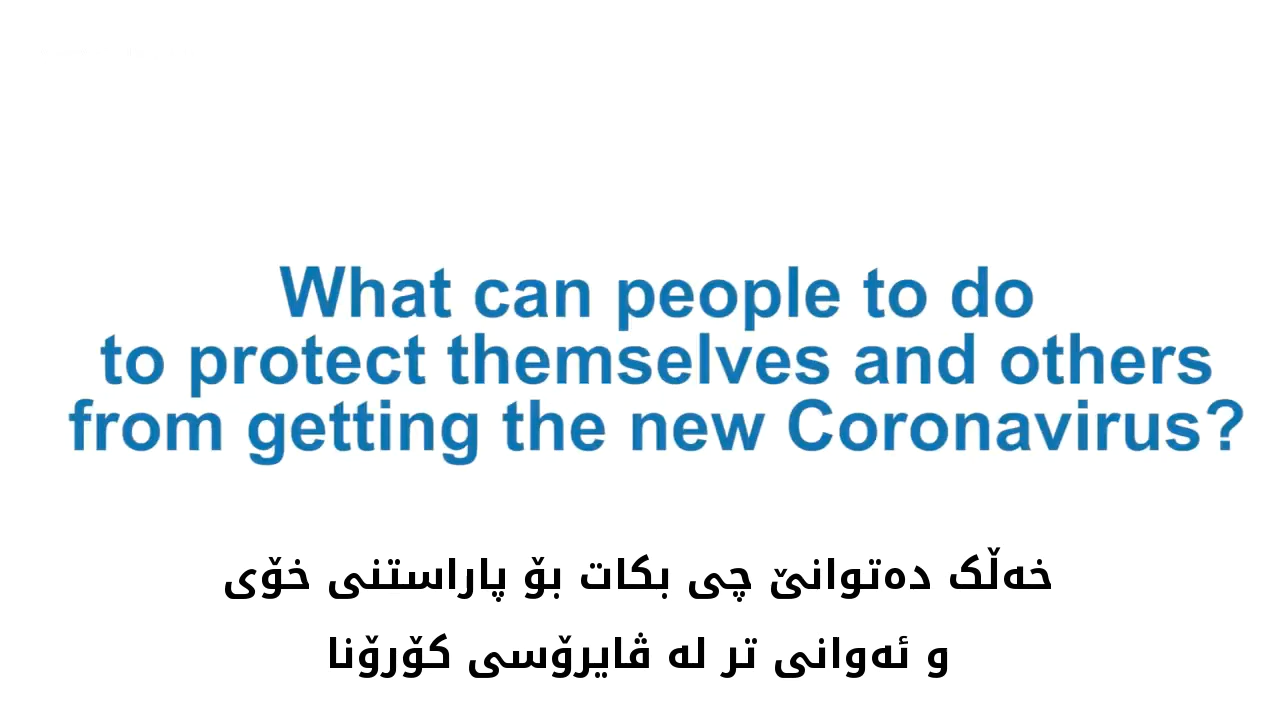 What can people to do
to protect themselves and others
from getting the new Coronavirus?
خەڵک دەتوانێ چی بکات بۆ پاراستنی خۆی
و ئەوانی تر لە ڤایرۆسی کۆرۆنا